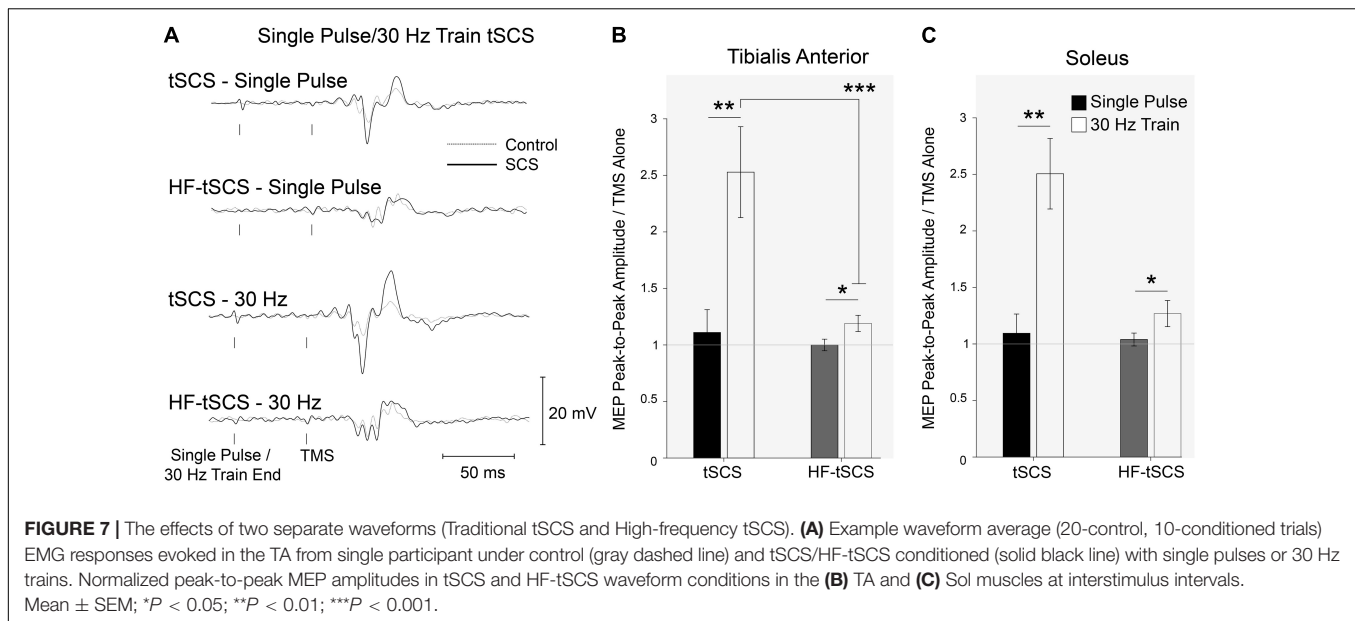 A
Single Pulse/30 Hz Train tSCS
tSCS - Single Pulse
Control
SCS
HF-tSCS - Single Pulse
tSCS - 30 Hz
HF-tSCS - 30 Hz
20 mV
Single Pulse /
30 Hz Train End
TMS
50 ms
B
Tibialis Anterior
MEP Peak-to-Peak Amplitude / TMS Alone
3
2.5
2
1.5
1
0.5
0
**
***
*
tSCS
HF-tSCS
C
Soleus
Single Pulse
30 Hz Train
MEP Peak-to-Peak Amplitude / TMS Alone
3
2.5
2
1.5
1
0.5
0
**
*
tSCS
HF-tSCS
FIGURE 7 | The effects of two separate waveforms (Traditional tSCS and High-frequency tSCS). (A) Example waveform average (20-control, 10-conditioned trials)
EMG responses evoked in the TA from single participant under control (gray dashed line) and tSCS/HF-tSCS conditioned (solid black line) with single pulses or 30 Hz
trains. Normalized peak-to-peak MEP amplitudes in tSCS and HF-tSCS waveform conditions in the (B) TA and (C) Sol muscles at interstimulus intervals.
Mean ± SEM; *P < 0.05; **P < 0.01; ***P < 0.001.